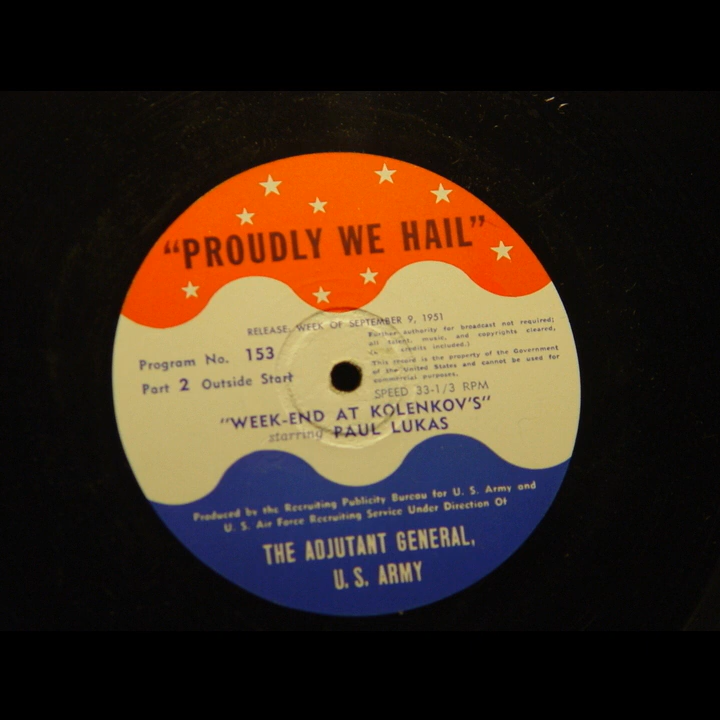 "PROUDLY WE HAIL"
RELEASE: WEEK OF SEPTEMBER 9, 1951
Program No. 153
Part 2 Outside Start
Further authority for broadcast not required;
all talent, music, and copyrights cleared,
credits included.)
This record is the property of the Government
of the United States and cannot be used for
commercial purposes.
SPEED 33-1/3 RPM
"WEEK-END AT KOLENKOV'S"
starring PAUL LUKAS
Produced by the Recruiting Publicity Bureau for U. S. Army and
U. S. Air Force Recruiting Service Under Direction Of
THE ADJUTANT GENERAL,
U. S. ARMY